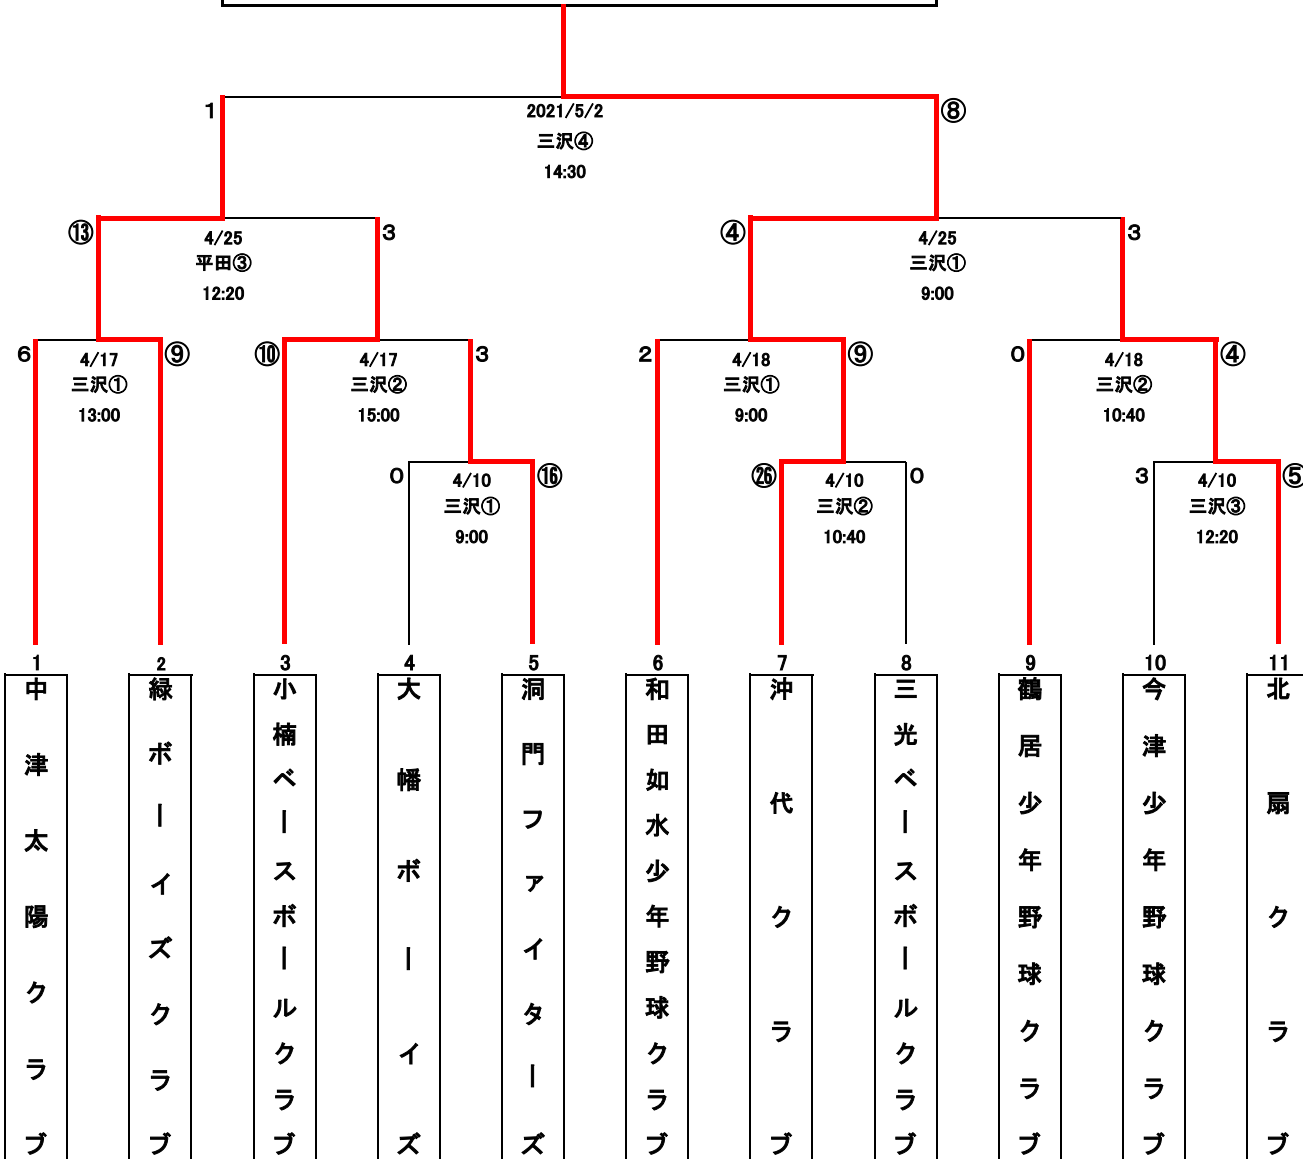 1
2021/5/2
⑧
三沢④
14:30
⑬
4/25
3
平田③
12:20
④
4/25
3
三沢①
9:00
6
4/17
⑨
三沢①
13:00
⑩
4/17
3
三沢②
15:00
2
4/18
⑨
三沢①
9:00
0
4/18
④
三沢②
10:40
0
4/10
⑯
三沢①
9:00
㉖
4/10
0
三沢②
10:40
3
4/10
⑤
三沢③
12:20
1
中津太陽クラブ
2
緑ボーイズクラブ
3
小楠ベースボールクラブ
4
大幡ボーイズ
5
洞門ファイターズ
6
和田如水少年野球クラブ
7
沖代クラブ
8
三光ベースボールクラブ
9
鶴居少年野球クラブ
10
今津少年野球クラブ
11
北扇クラブ